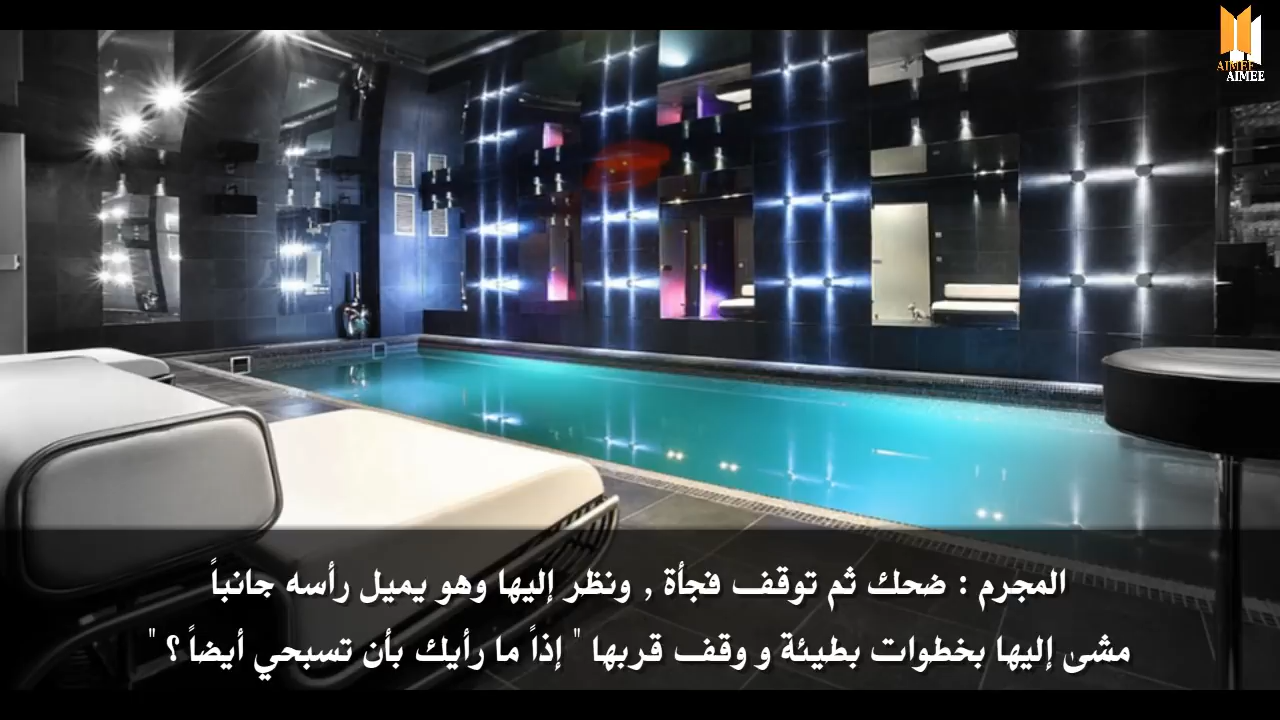 AIMEE
AIMEE
المجرم : ضحك ثم توقف فجأة , ونظر إليها وهو يميل رأسه جانباً
مشى إليها بخطوات بطيئة و وقف قربها " إذاً ما رأيك بأن تسبحي أيضاً ؟ "